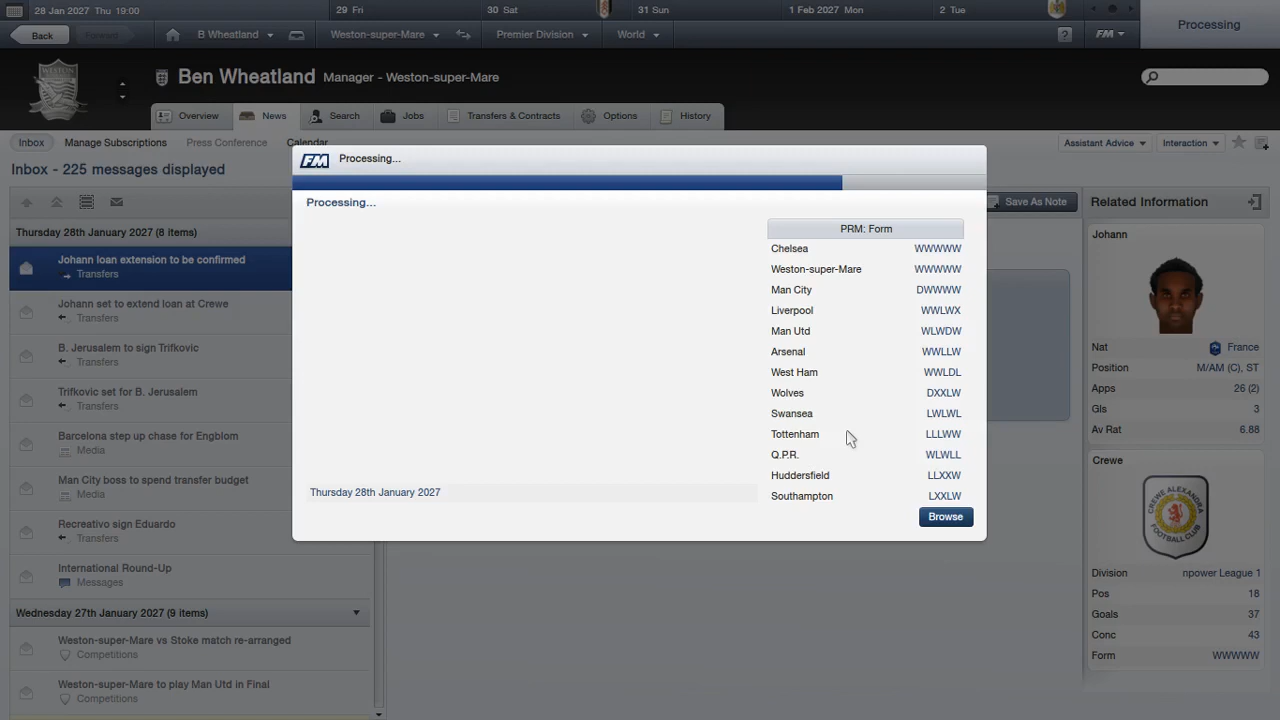 28 Jan 2027 Thu 19:00
29 Fri
30 Sat
31 Sun
1 Feb 2027 Mon
2 Tue
Processing
Back
Forward
B Wheatland
Weston-super-Mare
Premier Division
World
?
FM
WESTON
Ben Wheatland Manager - Weston-super-Mare
Overview
News
Search
Jobs
Transfers & Contracts
Options
History
Inbox
Manage Subscriptions
Press Conference
Calendar
Assistant Advice
Interaction
Inbox - 225 messages displayed
Thursday 28th January 2027 (8 items)
Johann loan extension to be confirmed
Transfers
Johann set to extend loan at Crewe
Transfers
B. Jerusalem to sign Trifkovic
Transfers
Trifkovic set for B. Jerusalem
Transfers
Barcelona step up chase for Engblom
Media
Man City boss to spend transfer budget
Media
Recreativo sign Eduardo
Transfers
International Round-Up
Messages
Wednesday 27th January 2027 (9 items)
Weston-super-Mare vs Stoke match re-arranged
Competitions
Weston-super-Mare to play Man Utd in Final
Competitions
FM Processing...
Processing...
PRM: Form
Chelsea WWWWW
Weston-super-Mare WWWWW
Man City DWWWW
Liverpool WWLWX
Man Utd WLWDW
Arsenal WWLLW
West Ham WWLDL
Wolves DXXLW
Swansea LWLWL
Tottenham LLLWW
Q.P.R. WLWLL
Huddersfield LLXXW
Southampton LXXLW
Thursday 28th January 2027
Browse
Save As Note
Related Information
Johann
Nat France
Position M/AM (C), ST
Apps 26 (2)
Gls 3
Av Rat 6.88
Crewe
CREWE ALEXANDRA
FOOTBALL CLUB
Division npower League 1
Pos 18
Goals 37
Conc 43
Form WWWWW